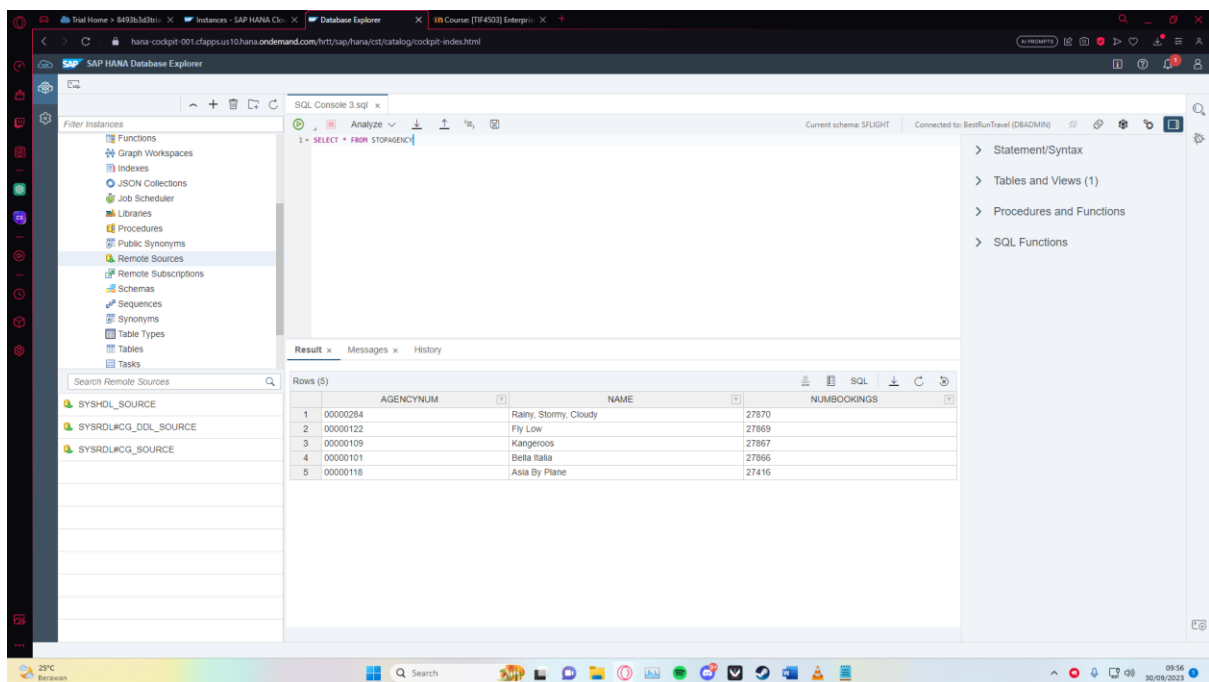 Trial Home > 8493b3d3tria
Instances - SAP HANA Clo
Database Explorer
Course: [TIF4503] Enterpri
hana-cockpit-001.cfapps.us10.hana.ondemand.com/hrtt/sap/hana/cst/catalog/cockpit-index.html
AI PROMPTS
SAP SAP HANA Database Explorer
1
SQL Console 3.sql
Filter Instances
Analyze
Current schema: SFLIGHT
Connected to: BestRunTravel (DBADMIN)
1 SELECT * FROM STOPAGENCY
Functions
Graph Workspaces
Indexes
JSON Collections
Job Scheduler
Libraries
Procedures
Public Synonyms
Remote Sources
Remote Subscriptions
Schemas
Sequences
Synonyms
Table Types
Tables
Tasks
Statement/Syntax
Tables and Views (1)
Procedures and Functions
SQL Functions
Search Remote Sources
SYSHDL_SOURCE
SYSRDL#CG_DDL_SOURCE
SYSRDL#CG_SOURCE
Result Messages History
Rows (5)
SQL
AGENCYNUM NAME NUMBOOKINGS
1 00000284 Rainy, Stormy, Cloudy 27870
2 00000122 Fly Low 27869
3 00000109 Kangeroos 27867
4 00000101 Bella Italia 27866
5 00000118 Asia By Plane 27416
25°C
Berawan
Search
09:56
30/09/2023